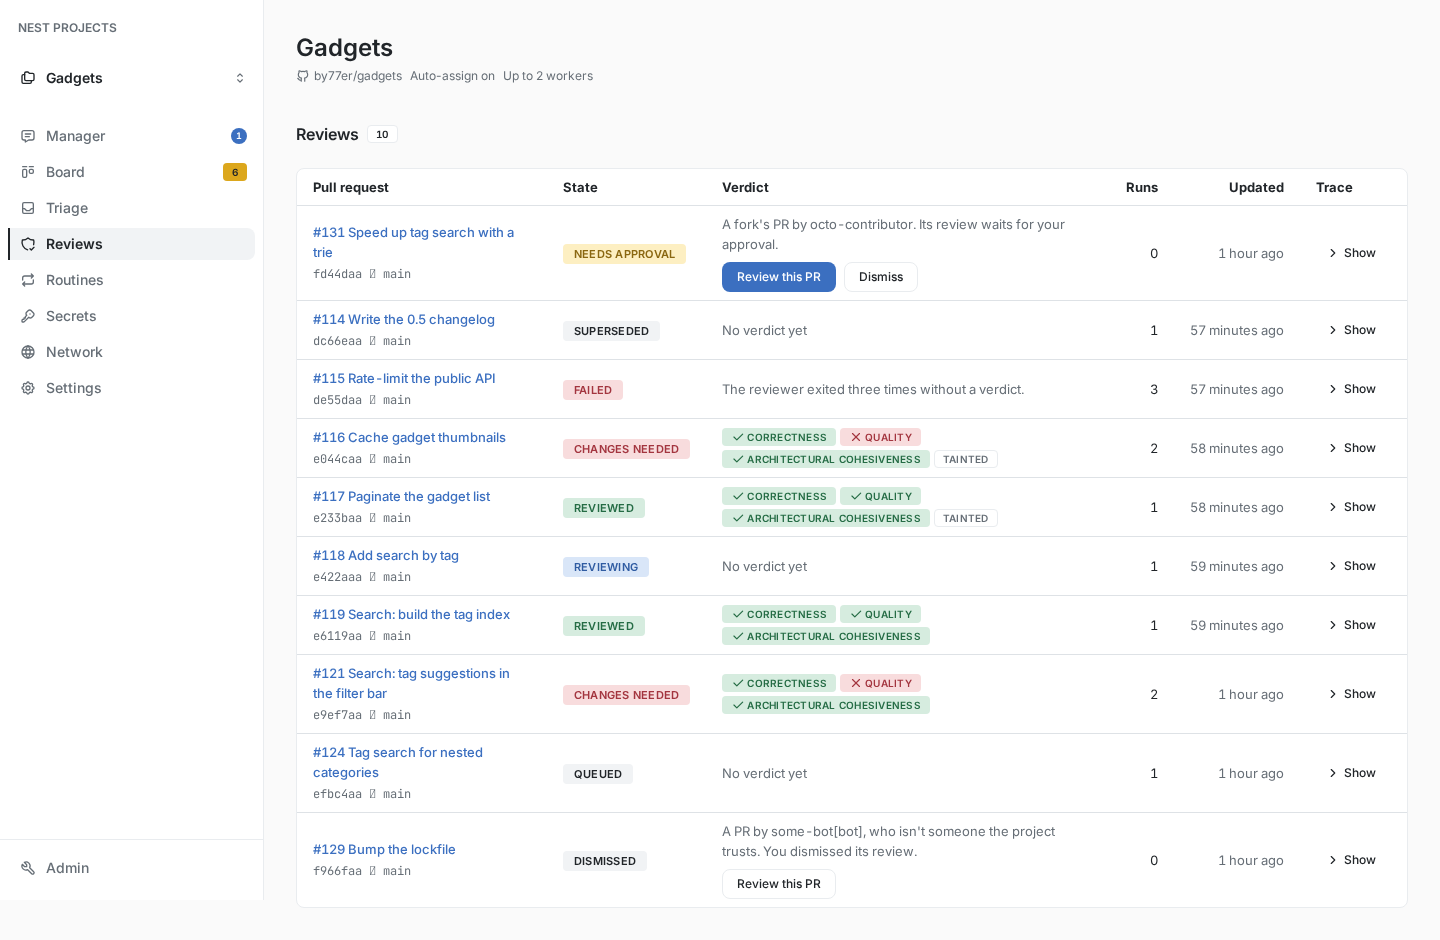 NEST PROJECTS
Gadgets
Manager 1
Board 6
Triage
Reviews
Routines
Secrets
Network
Settings
Admin
Gadgets
by77er/gadgets Auto-assign on Up to 2 workers
Reviews 10
Pull request State Verdict Runs Updated Trace
#131 Speed up tag search with a
trie
fd44daa main
NEEDS APPROVAL
A fork's PR by octo-contributor. Its review waits for your
approval.
Review this PR Dismiss
0 1 hour ago Show
#114 Write the 0.5 changelog
dc66eaa main
SUPERSEDED No verdict yet 1 57 minutes ago Show
#115 Rate-limit the public API
de55daa main
FAILED The reviewer exited three times without a verdict. 3 57 minutes ago Show
#116 Cache gadget thumbnails
e044caa main
CHANGES NEEDED
CORRECTNESS QUALITY
ARCHITECTURAL COHESIVENESS TAINTED
2 58 minutes ago Show
#117 Paginate the gadget list
e233baa main
REVIEWED
CORRECTNESS QUALITY
ARCHITECTURAL COHESIVENESS TAINTED
1 58 minutes ago Show
#118 Add search by tag
e422aaa main
REVIEWING No verdict yet 1 59 minutes ago Show
#119 Search: build the tag index
e6119aa main
REVIEWED
CORRECTNESS QUALITY
ARCHITECTURAL COHESIVENESS
1 59 minutes ago Show
#121 Search: tag suggestions in
the filter bar
e9ef7aa main
CHANGES NEEDED
CORRECTNESS QUALITY
ARCHITECTURAL COHESIVENESS
2 1 hour ago Show
#124 Tag search for nested
categories
efbc4aa main
QUEUED No verdict yet 1 1 hour ago Show
#129 Bump the lockfile
f966faa main
DISMISSED
A PR by some-bot[bot], who isn't someone the project
trusts. You dismissed its review.
Review this PR
0 1 hour ago Show